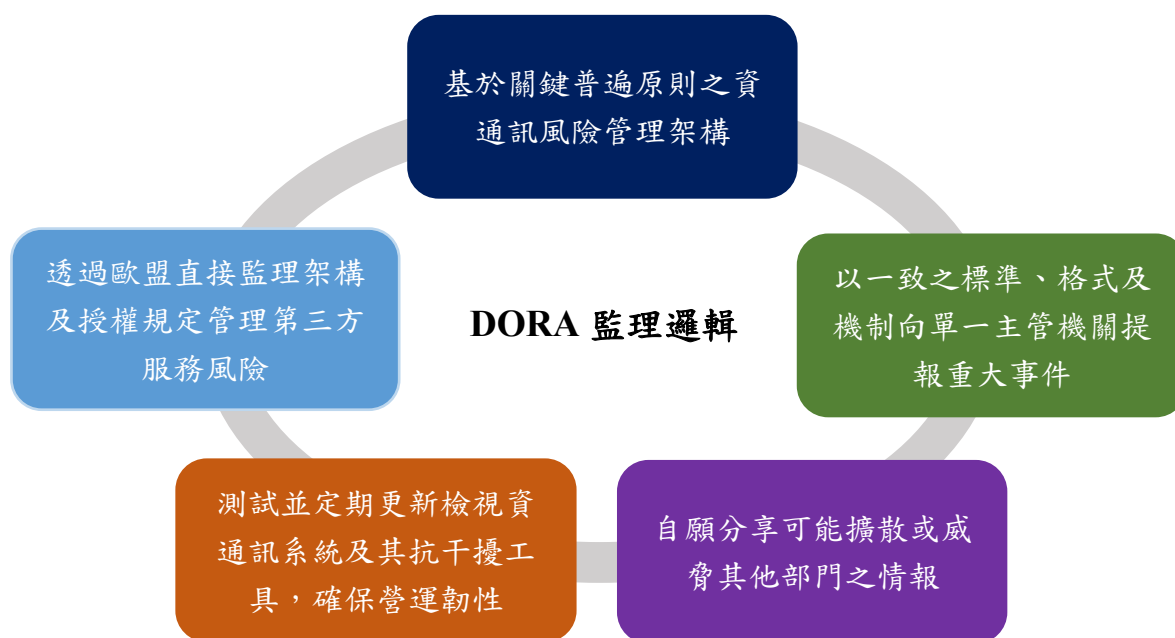 基於關鍵普遍原則之資
通訊風險管理架構
透過歐盟直接監理架構
及授權規定管理第三方
服務風險
DORA 監理邏輯
以一致之標準、格式及
機制向單一主管機關提
報重大事件
測試並定期更新檢視資
通訊系統及其抗干擾工
具，確保營運韌性
自願分享可能擴散或威
脅其他部門之情報